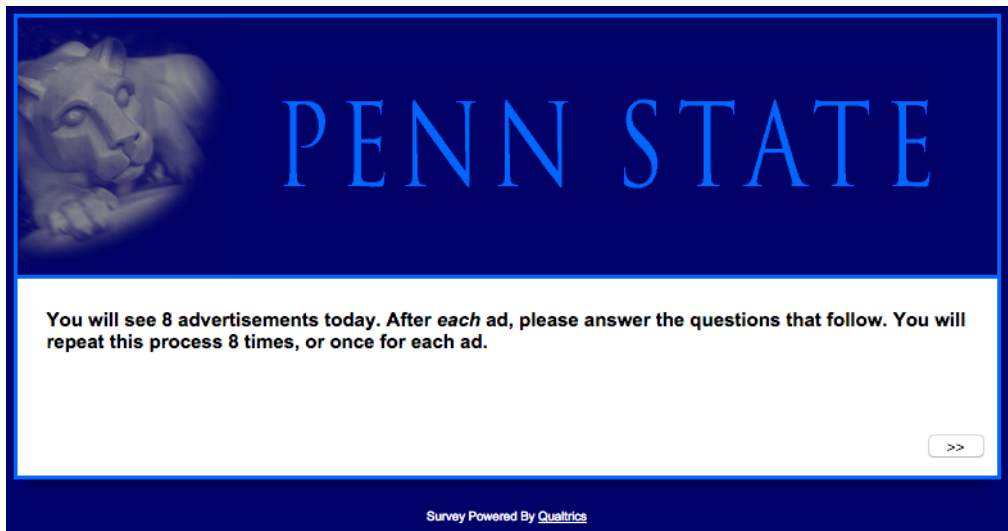 PENN STATE
You will see 8 advertisements today. After each ad, please answer the questions that follow. You will
repeat this process 8 times, or once for each ad.
>>
Survey Powered By Qualtrics